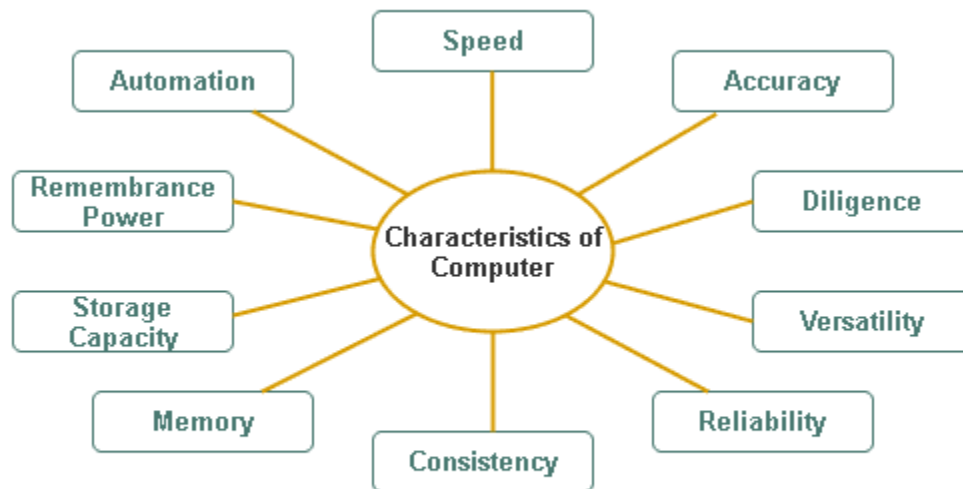 Speed
Automation
Accuracy
Remembrance
Power
Diligence
Characteristics of
Computer
Storage
Capacity
Versatility
Memory
Reliability
Consistency